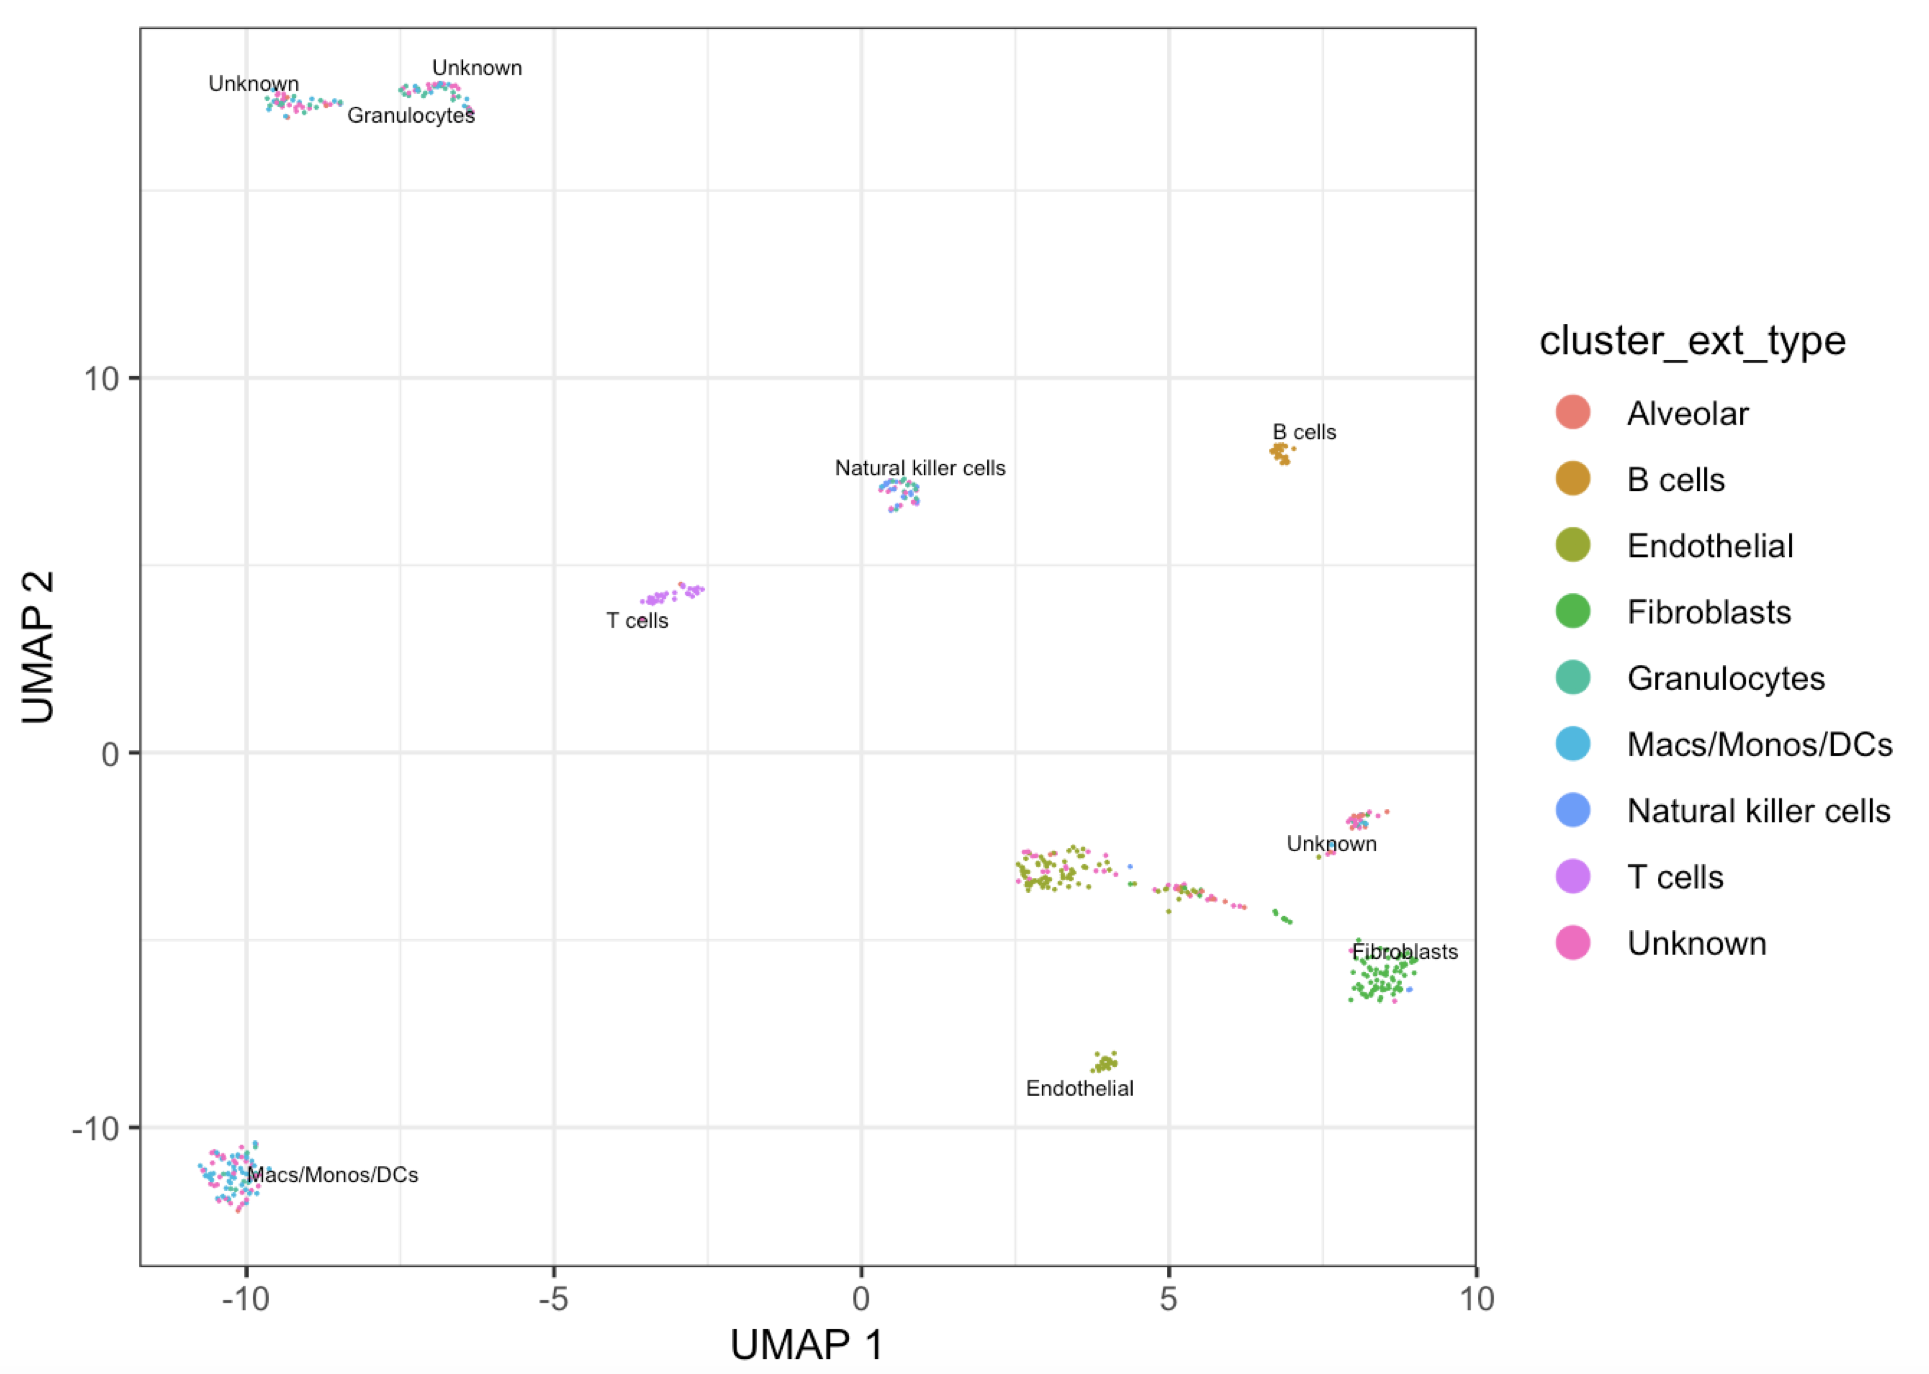 Unknown
Unknown
Granulocytes
10
B cells
Natural killer cells
T cells
0
Unknown
Fibroblasts
Endothelial
-10
Macs/Monos/DCs
-10
-5
0
5
10
UMAP 1
UMAP 2
cluster_ext_type
Alveolar
B cells
Endothelial
Fibroblasts
Granulocytes
Macs/Monos/DCs
Natural killer cells
T cells
Unknown